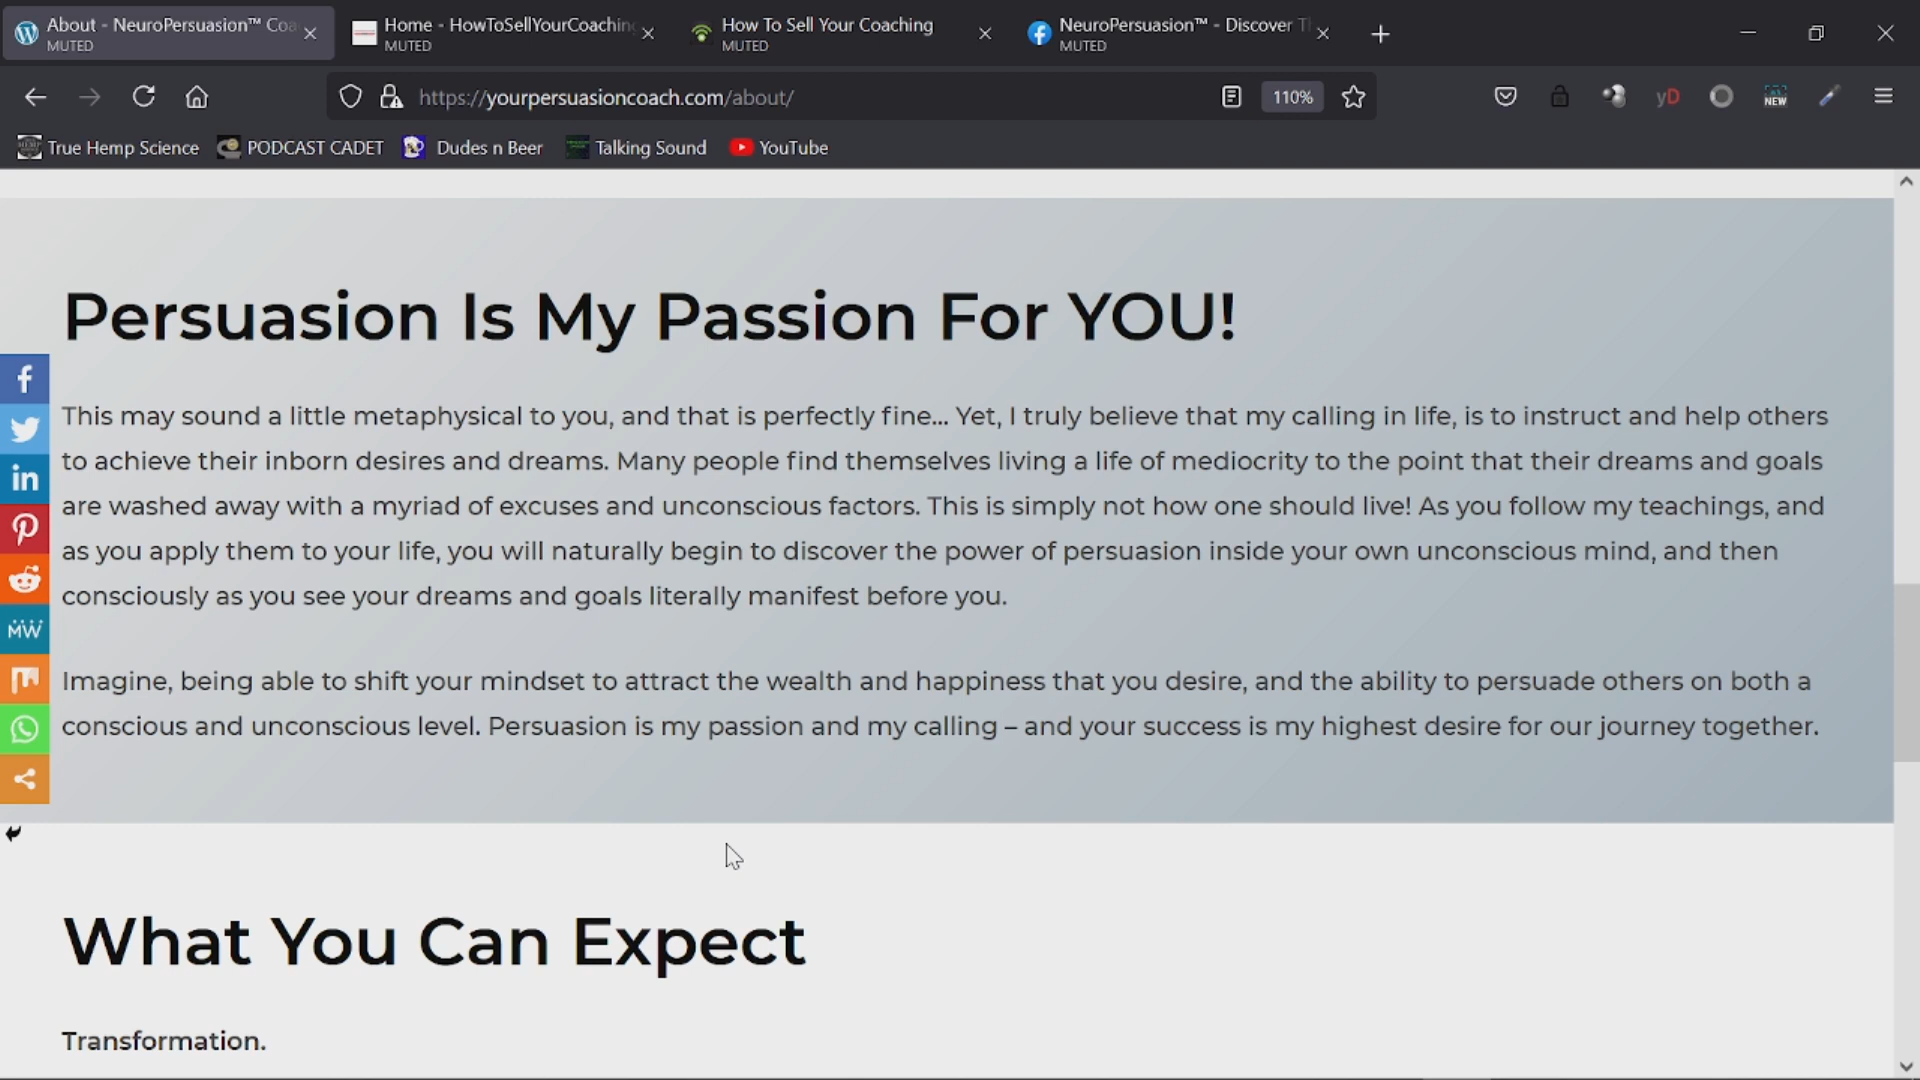 About - NeuroPersuasion™ Coa
MUTED
Home - HowToSellYourCoaching
MUTED
How To Sell Your Coaching
MUTED
NeuroPersuasion™ - Discover Th
MUTED
https://yourpersuasioncoach.com/about/
110%
yD
NEW
True Hemp Science
PODCAST CADET
Dudes n Beer
Talking Sound
YouTube
Persuasion Is My Passion For YOU!
This may sound a little metaphysical to you, and that is perfectly fine... Yet, I truly believe that my calling in life, is to instruct and help others
to achieve their inborn desires and dreams. Many people find themselves living a life of mediocrity to the point that their dreams and goals
are washed away with a myriad of excuses and unconscious factors. This is simply not how one should live! As you follow my teachings, and
as you apply them to your life, you will naturally begin to discover the power of persuasion inside your own unconscious mind, and then
consciously as you see your dreams and goals literally manifest before you.
Imagine, being able to shift your mindset to attract the wealth and happiness that you desire, and the ability to persuade others on both a
conscious and unconscious level. Persuasion is my passion and my calling – and your success is my highest desire for our journey together.
MW
What You Can Expect
Transformation.